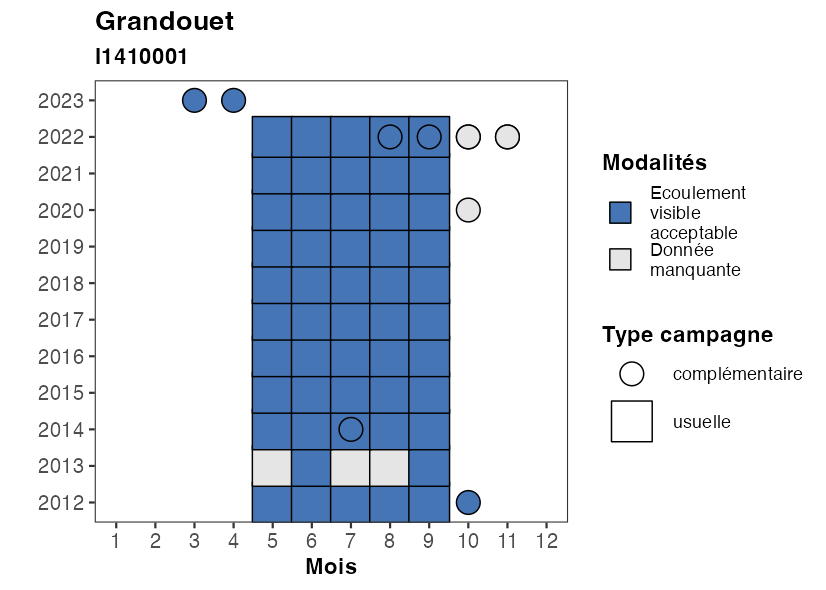 Grandouet
I1410001
2023
2022
2021
2020
2019
2018
2017
2016
2015
2014
2013
2012
1 2 3 4 5 6 7 8 9 10 11 12
Mois
Modalités
Ecoulement
visible
acceptable
Donnée
manquante
Type campagne
complémentaire
usuelle